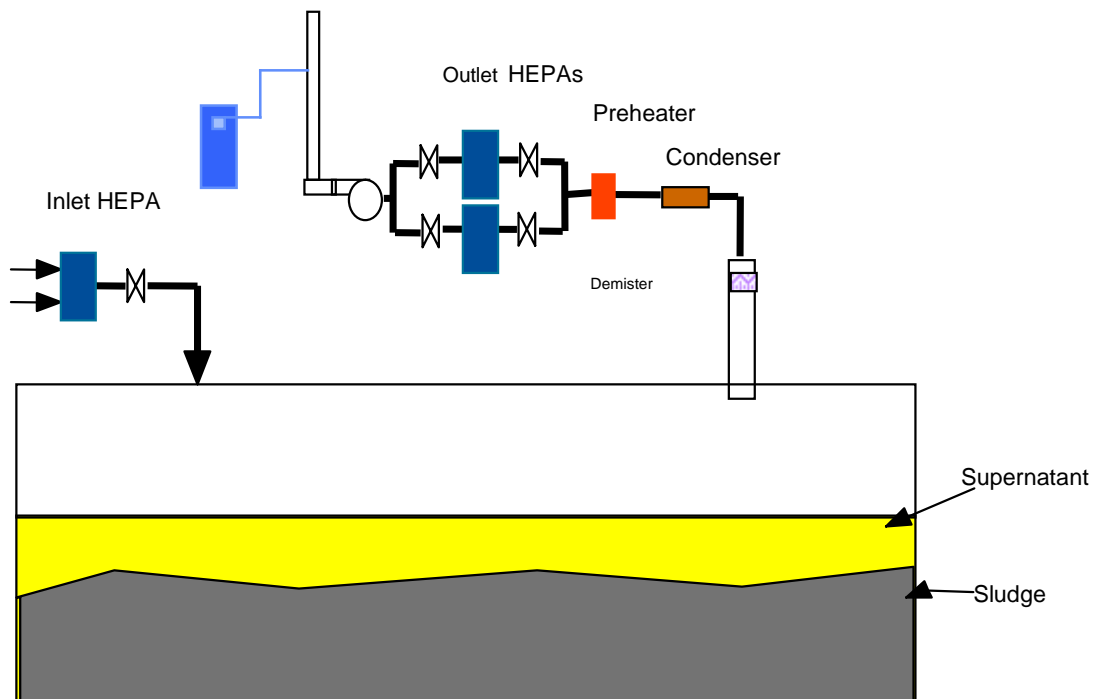 Outlet HEPAs
Preheater
Condenser
Inlet HEPA
Demister
Supernatant
Sludge